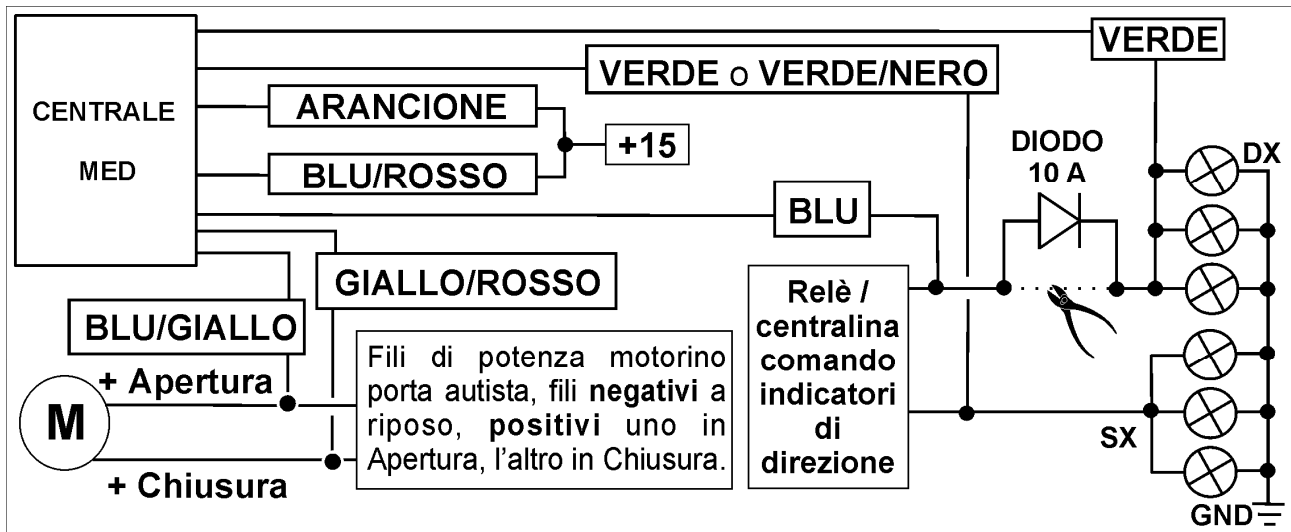 VERDE
VERDE o VERDE/NERO
CENTRALE
MED
ARANCIONE
+15
BLU/ROSSO
DIODO
10 A
DX
BLU
GIALLO/ROSSO
BLU/GIALLO
+ Apertura
M
+ Chiusura
Fili di potenza motorino
porta autista, fili negativi a
riposo, positivi uno in
Apertura, l'altro in Chiusura.
Relè /
centralina
comando
indicatori
di
direzione
SX
GND